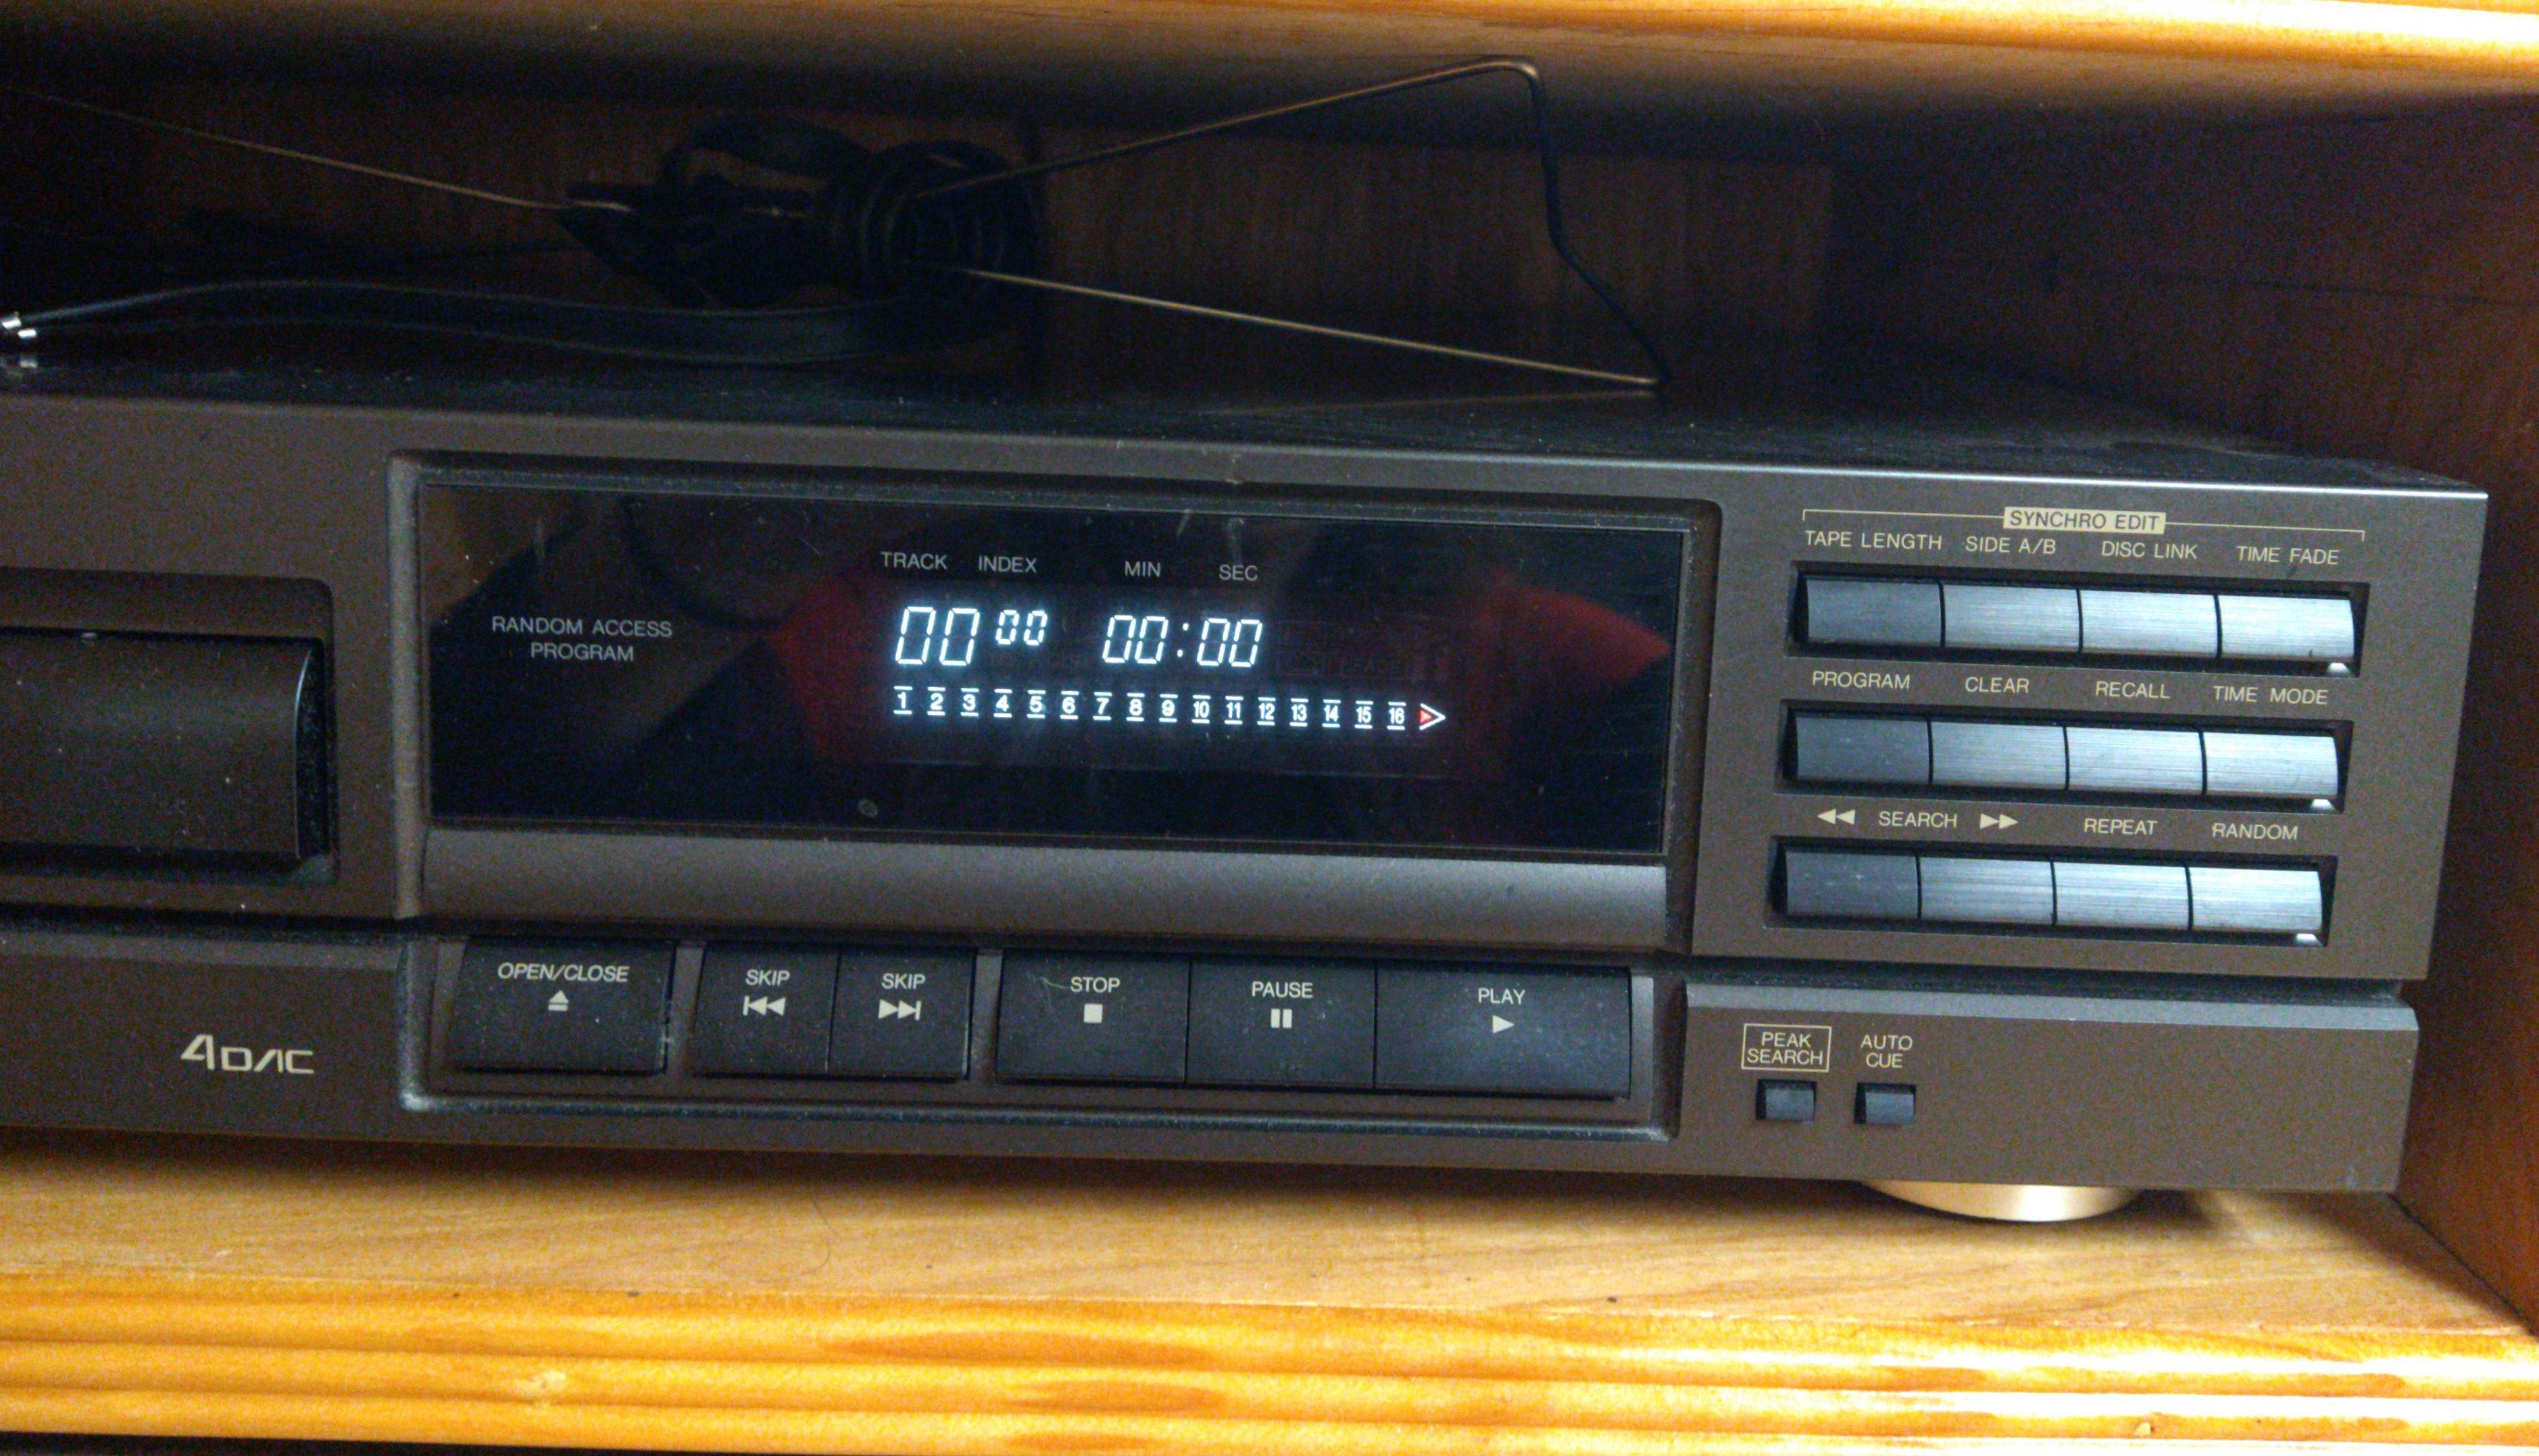 SYNCHRO EDIT
TAPE LENGTH SIDE A/B DISC LINK TIME FADE
TRACK INDEX MIN SEC
RANDOM ACCESS
PROGRAM
00 00 00:00
1 2 3 4 5 6 7 8 9 10 11 12 13 14 15 16
PROGRAM CLEAR RECALL TIME MODE
SEARCH REPEAT RANDOM
OPEN/CLOSE SKIP SKIP STOP PAUSE PLAY
4DAC
PEAK
SEARCH
AUTO
CUE